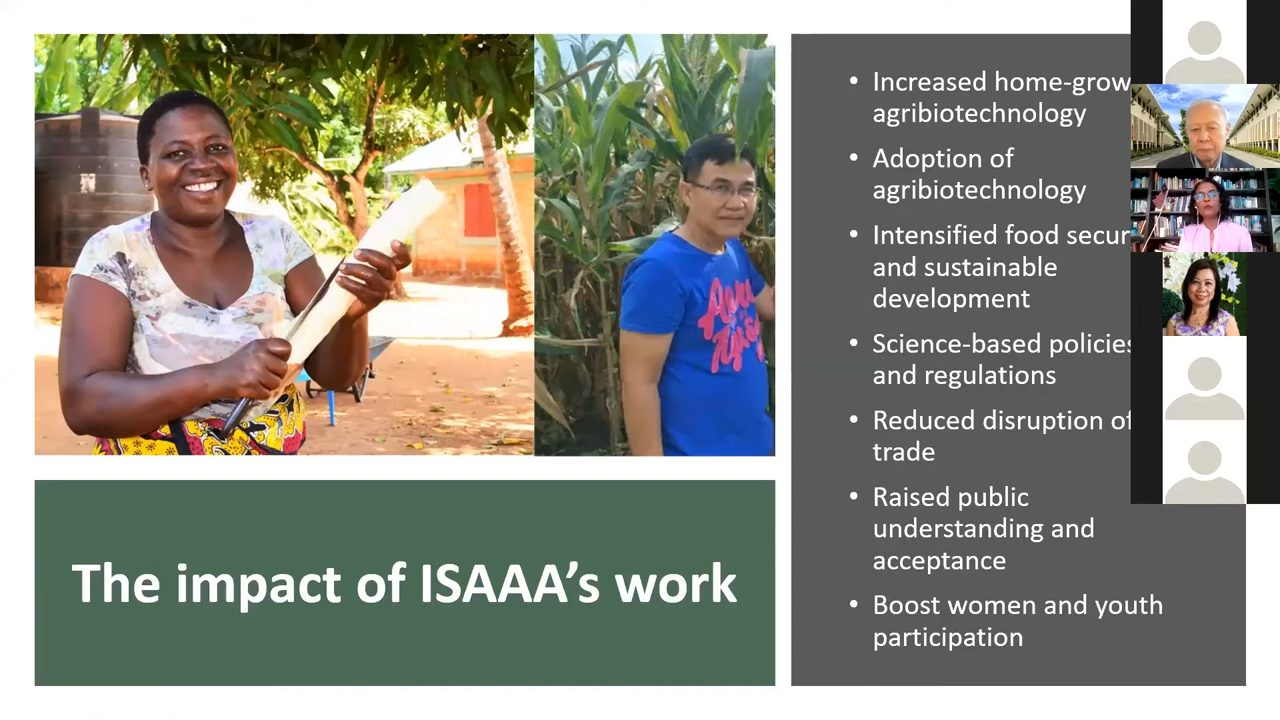 The impact of ISAAA's work
• Increased home-grow
agribiotechnology
• Adoption of
agribiotechnology
• Intensified food secur
and sustainable
development
• Science-based policies
and regulations
• Reduced disruption of
trade
• Raised public
understanding and
acceptance
• Boost women and youth
participation